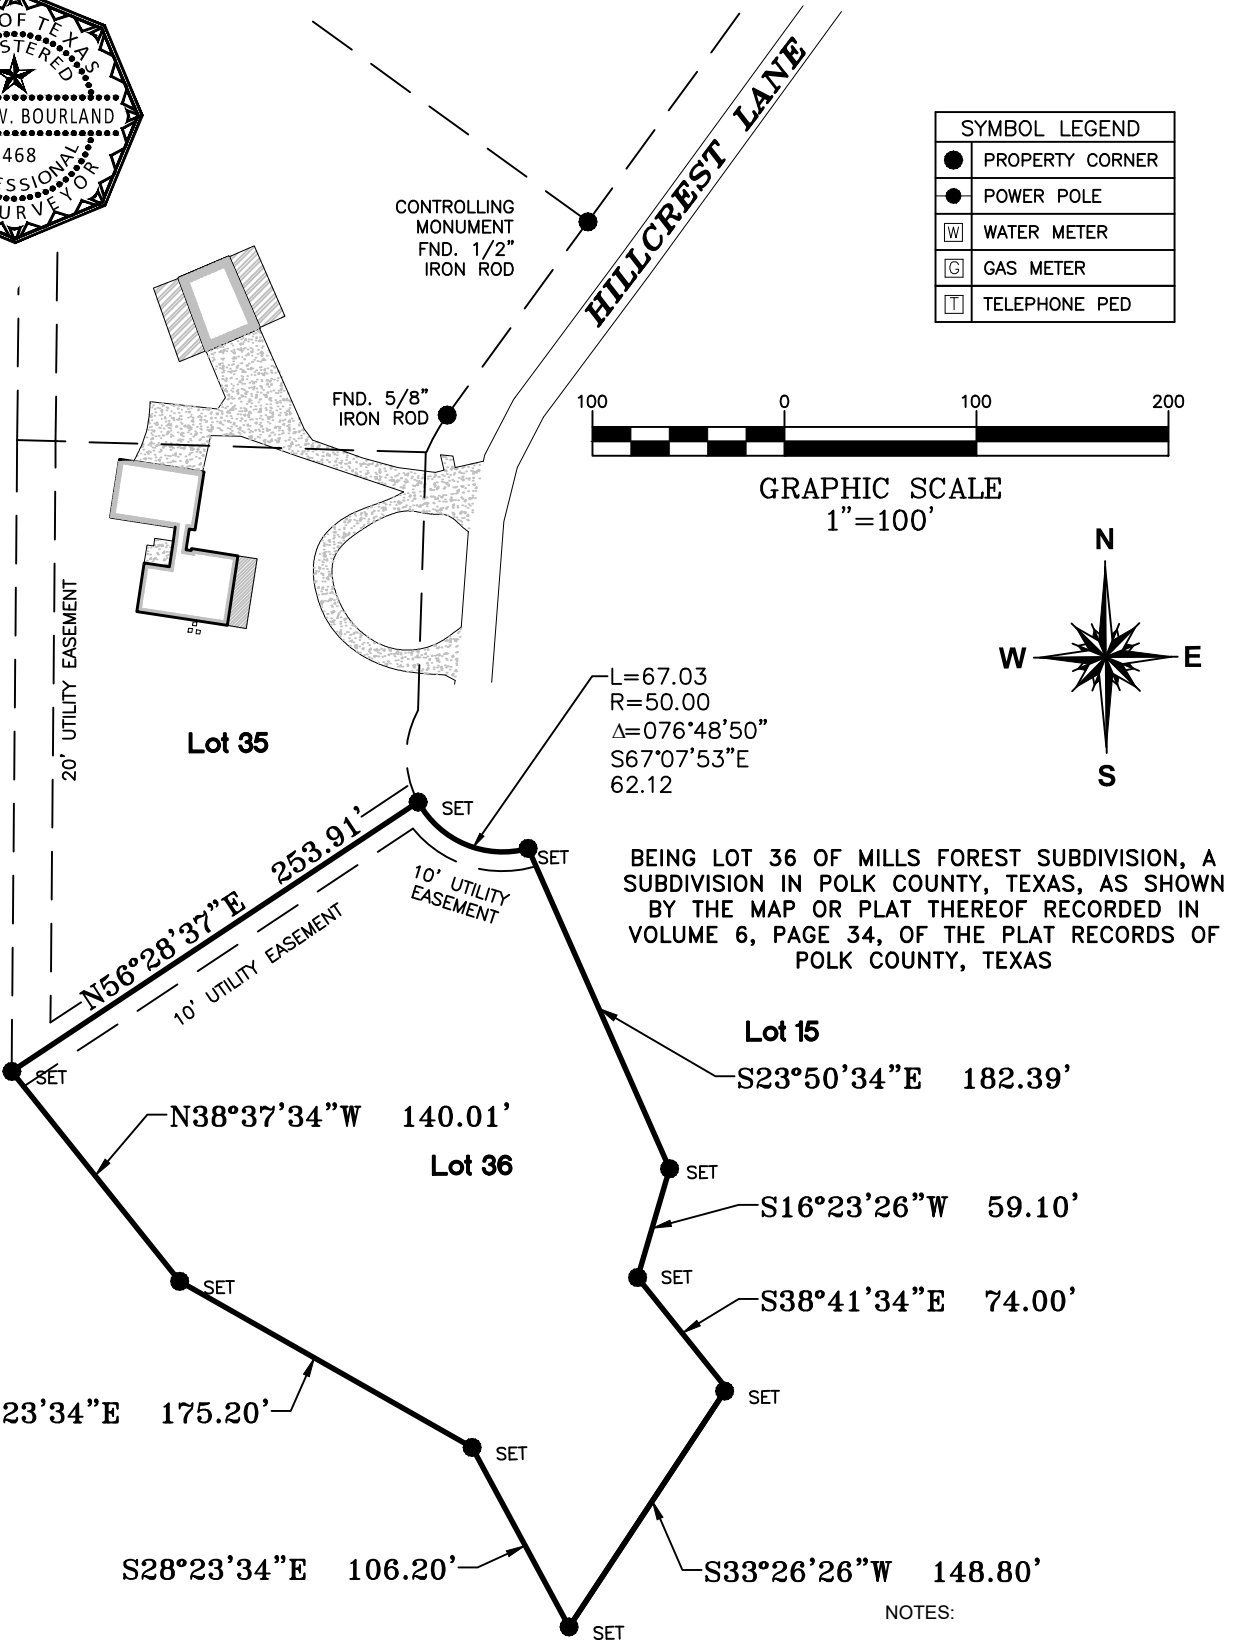 OF TEXAS
STERED
W. BOURLAND
468
ESSIONAL
URVEYOR
HILLCREST LANE
CONTROLLING
MONUMENT
FND. 1/2"
IRON ROD
SYMBOL LEGEND
PROPERTY CORNER
POWER POLE
W WATER METER
G GAS METER
T TELEPHONE PED
FND. 5/8"
IRON ROD
100 0 100 200
GRAPHIC SCALE
1"=100'
N
W E
S
20' UTILITY EASEMENT
L=67.03
R=50.00
Δ=076°48'50"
S67°07'53"E
62.12
Lot 35
SET
SET
N56°28'37"E 253.91'
10' UTILITY EASEMENT
10' UTILITY
EASEMENT
BEING LOT 36 OF MILLS FOREST SUBDIVISION, A
SUBDIVISION IN POLK COUNTY, TEXAS, AS SHOWN
BY THE MAP OR PLAT THEREOF RECORDED IN
VOLUME 6, PAGE 34, OF THE PLAT RECORDS OF
POLK COUNTY, TEXAS
Lot 15
SET
S23°50'34"E 182.39'
N38°37'34"W 140.01'
Lot 36
SET
S16°23'26"W 59.10'
SET
SET
S38°41'34"E 74.00'
SET
23'34"E 175.20'
SET
S28°23'34"E 106.20'
S33°26'26"W 148.80'
NOTES:
SET